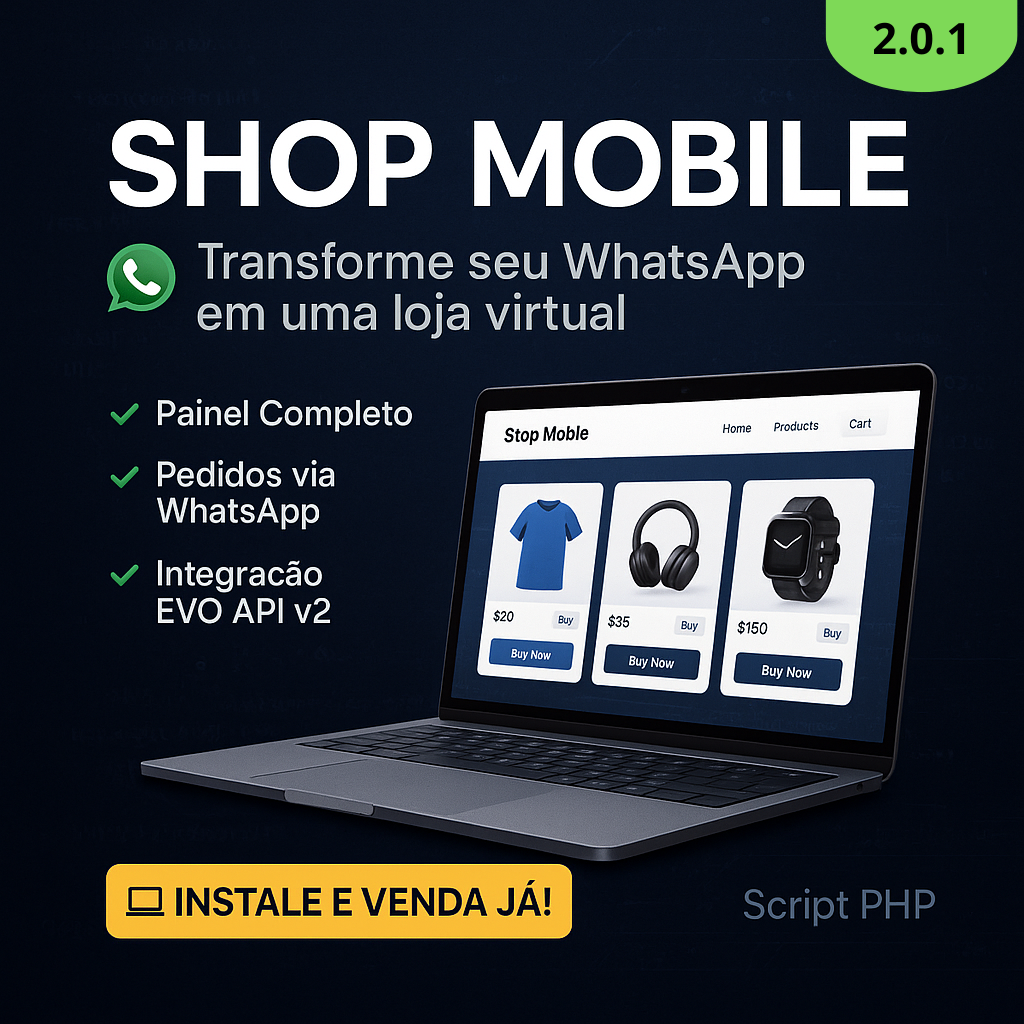 2.0.1
SHOP MOBILE
Transforme seu WhatsApp
em uma loja virtual
Painel Completo
Pedidos via
WhatsApp
Integracão
EVO API v2
Stop Moble
Home Products Cart
$20 Buy
Buy Now
$35 Buy
Buy Now
$150 Buy
Buy Now
INSTALE E VENDA JÁ!
Script PHP